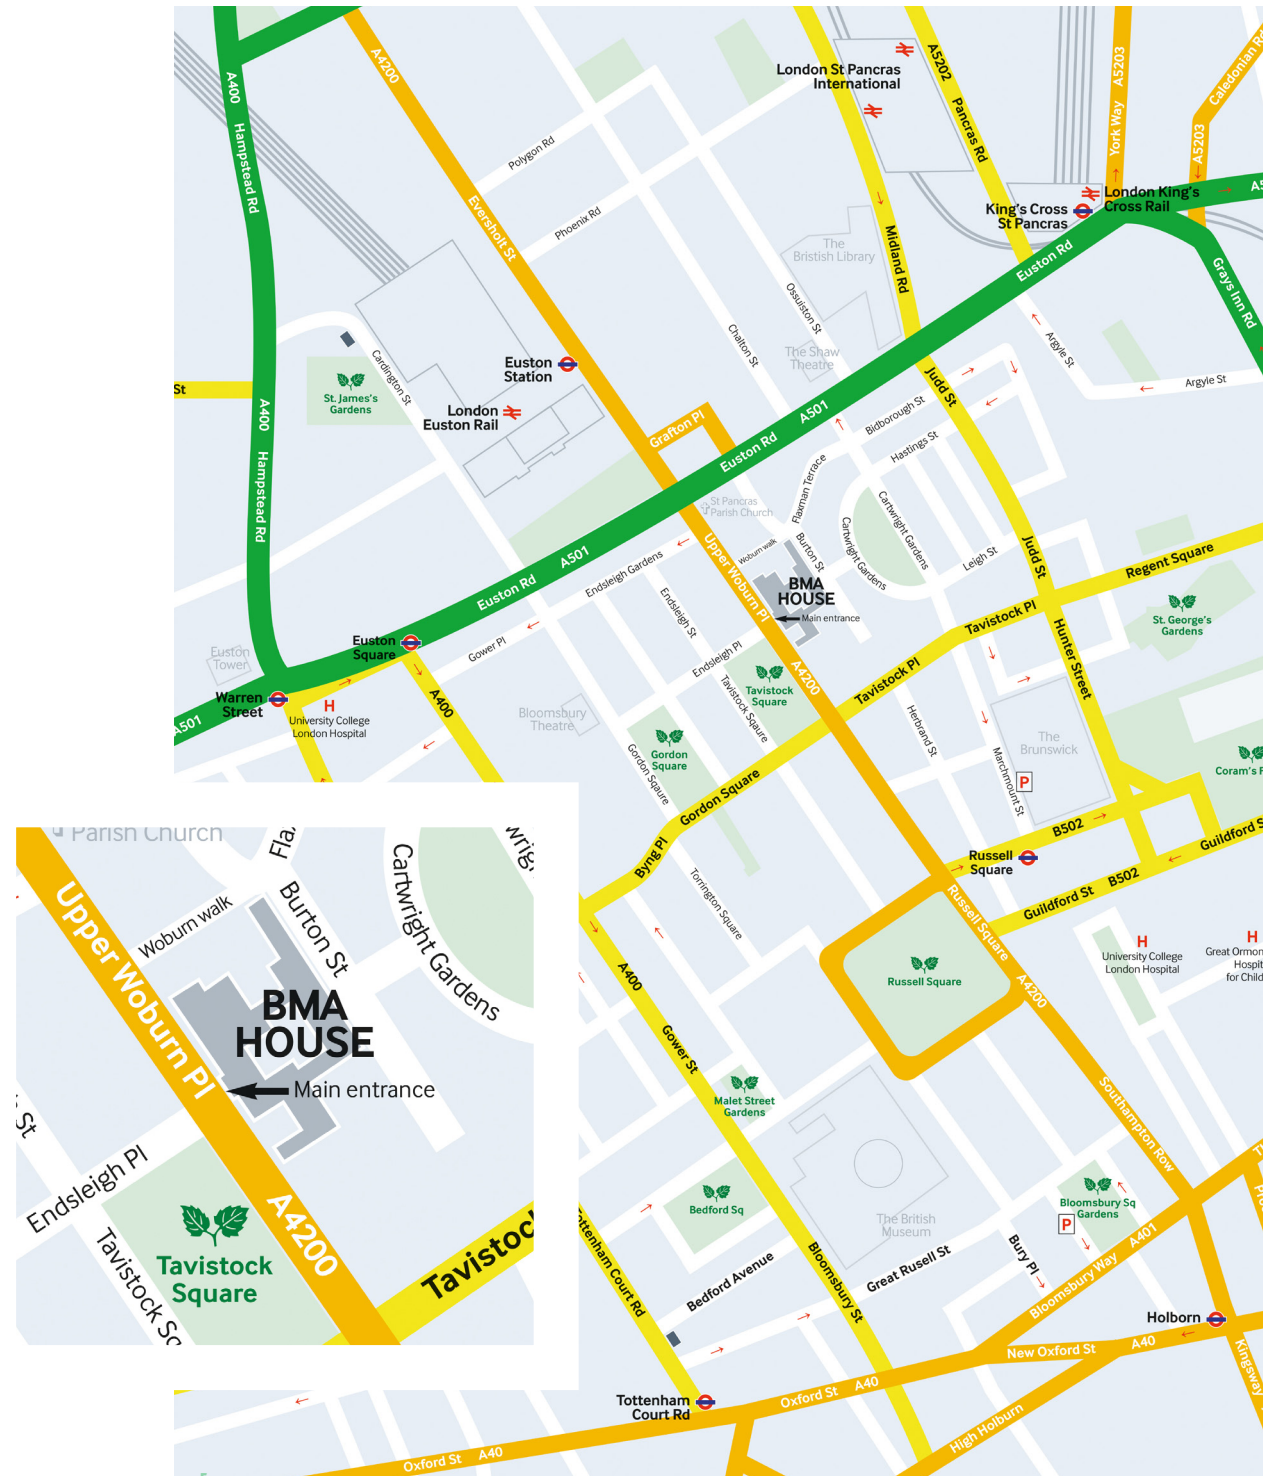 A4200
A400
Hampstead Rd
London St Pancras
International
A5202
Pancras Rd
York Way
A5203
Caledonian Rd
A5203
Polygon Rd
Eversholt St
Phoenix Rd
King's Cross
St Pancras
London King's
Cross Rail
The
Bristish Library
Midland Rd
Euston Rd
Grays Inn Rd
Ossulston St
Chalton St
The Shaw
Theatre
Argyle St
Argyle St
Euston
Station
Cardington St
St
St. James's
Gardens
London
Euston Rail
A400
Hampstead Rd
Grafton Pl
Euston Rd
A501
Judd St
Bidborough St
Hastings St
Flaxman Terrace
St Pancras
Parish Church
Cartwright Gardens
Cartwright Gardens
Burton St
Woburn walk
Upper Woburn Pl
BMA
HOUSE
Main entrance
Leigh St
Judd St
Regent Square
Tavistock Pl
St. George's
Gardens
Hunter Street
Euston Rd
A501
Endsleigh Gardens
Endsleigh St
Endsleigh Pl
Gower Pl
Euston
Square
Euston
Tower
Warren
Street
A501
H
University College
London Hospital
A400
Bloomsbury
Theatre
Tavistock
Square
Tavistock Sqaure
A4200
Tavistock Pl
Gordon
Square
Gordon Sqaure
Gordon Square
Byng Pl
Herbrand St
Marchmount St
The
Brunswick
P
Coram's F
B502
Guildford S
Russell
Square
Guildford St
B502
Russell Square
A4200
Russell Square
Torrington Square
H
University College
London Hospital
H
Great Ormon
Hospit
for Child
A400
Gower St
Malet Street
Gardens
Southampton Row
Bedford Sq
The British
Museum
Bloomsbury Sq
Gardens
P
Bury Pl
Bloomsbury Way
A401
Great Rusell St
Bedford Avenue
Bloomsbury St
Tottenham Court Rd
Holborn
A40
New Oxford St
Kingsway
Oxford St
A40
Tottenham
Court Rd
High Holburn
Oxford St
A40
Parish Church
Fla
Burton St
Cartwright Gardens
wrig
Woburn walk
Upper Woburn Pl
BMA
HOUSE
Main entrance
St
Endsleigh Pl
Tavistock
Square
A4200
Tavistock Sq
Tavistock